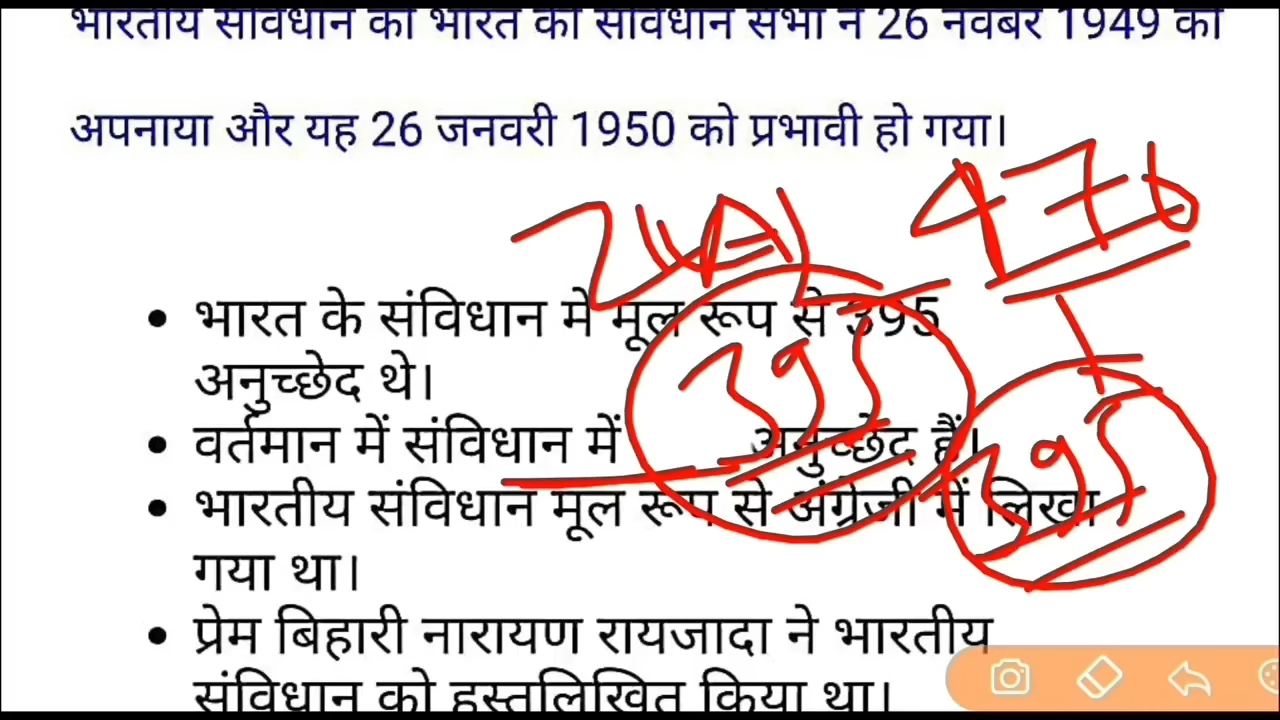 भारतीय संविधान को भारत की संविधान सभा ने 26 नवंबर 1949 को
अपनाया और यह 26 जनवरी 1950 को प्रभावी हो गया।
476
भारत के संविधान में मूल रूप से 395
अनुच्छेद थे।
395
वर्तमान में संविधान में अनुच्छेद हैं।
395
भारतीय संविधान मूल रूप से अंग्रेजी में लिखा
गया था।
प्रेम बिहारी नारायण रायजादा ने भारतीय
संविधान को हस्तलिखित किया था।